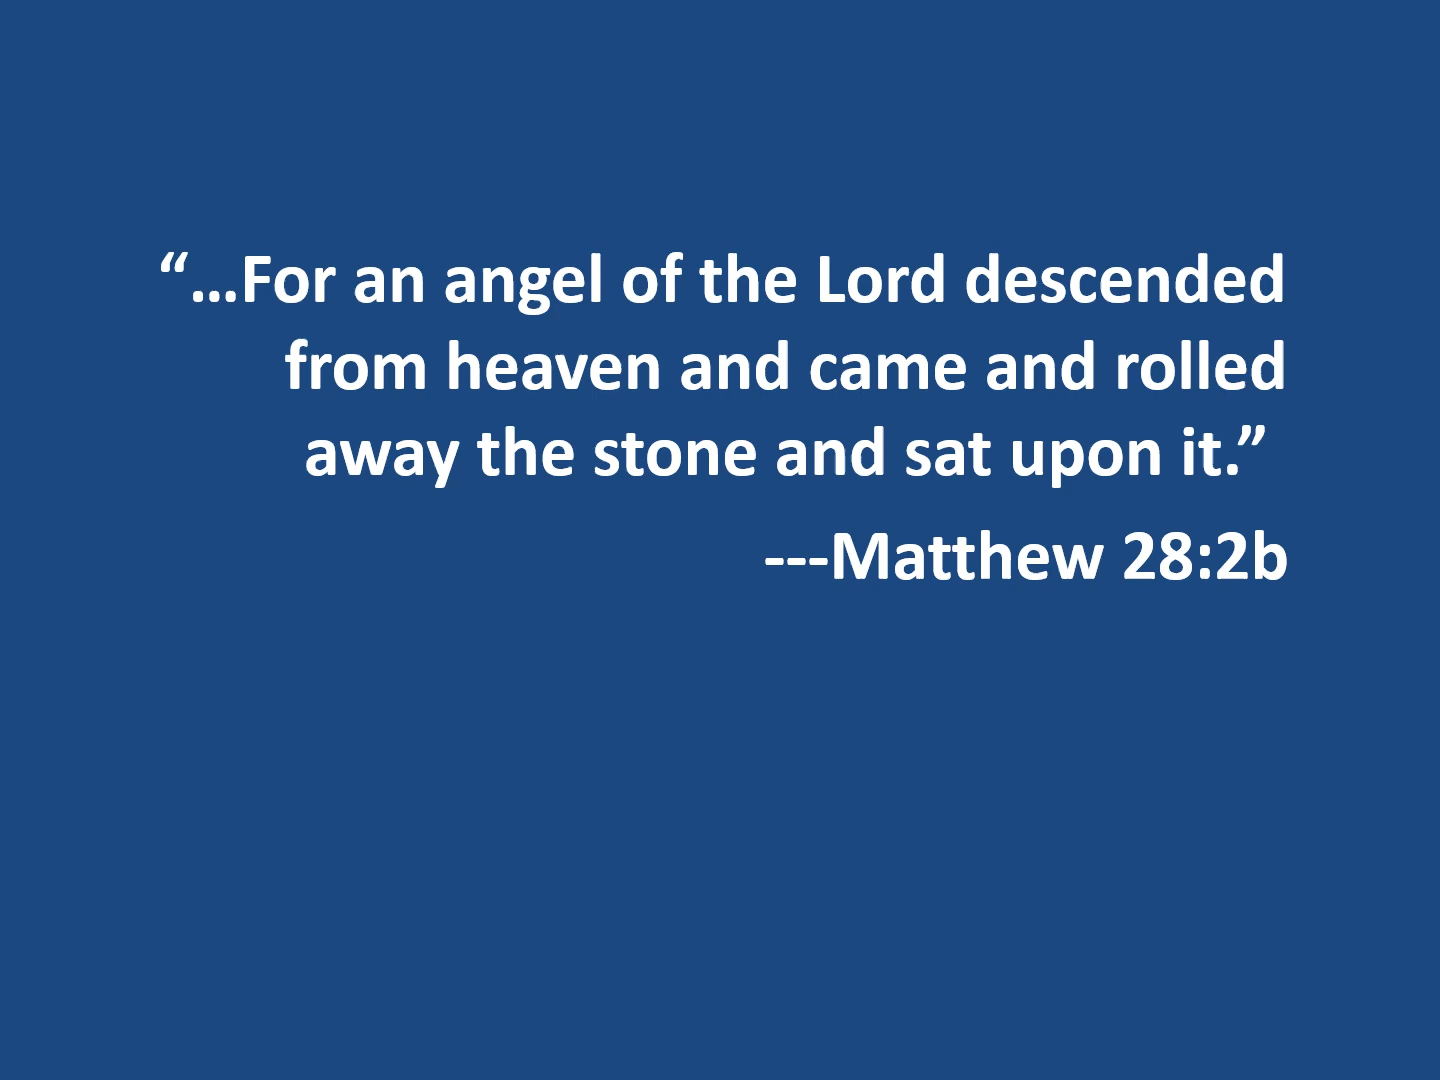 “…For an angel of the Lord descended
from heaven and came and rolled
away the stone and sat upon it.”
---Matthew 28:2b